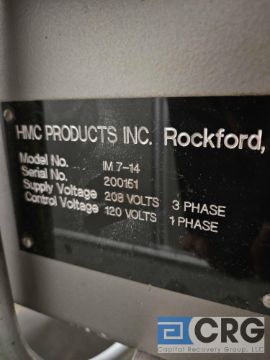 HMC PRODUCTS INC. Rockford,
Model No. IM 7-14
Serial No. 200151
Supply Voltage 208 VOLTS 3 PHASE
Control Voltage 120 VOLTS 1 PHASE
CRG
Capital Recovery Group, LLC